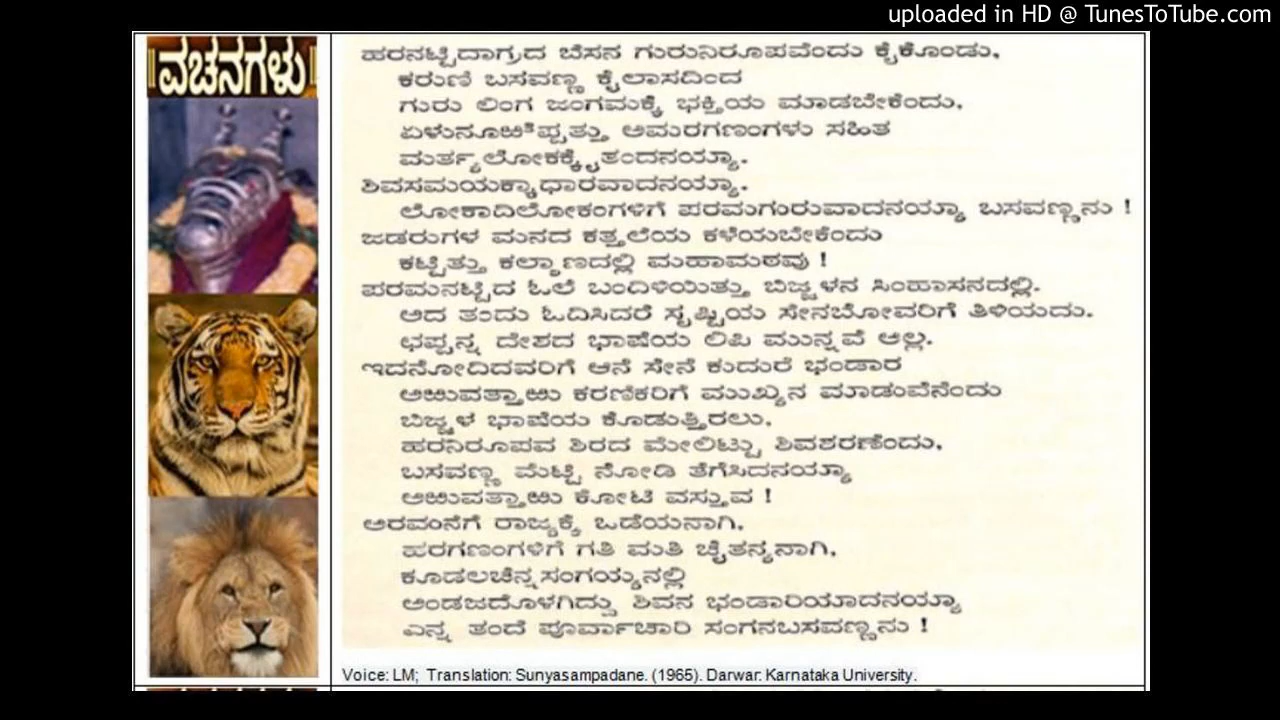 uploaded in HD @ TunesToTube.com
॥ವಚನಗಳು॥
ಹರನಟ್ಟಿದಾಗ್ರದ ಬೆಸನ ಗುರುನಿರೂಪವೆಂದು ಕೈಕೊಂಡು,
ಕರುಣಿ ಬಸವಣ್ಣ ಕೈಲಾಸದಿಂದ
ಗುರು ಲಿಂಗ ಜಂಗಮಕ್ಕೆ ಭಕ್ತಿಯ ಮಾಡಬೇಕೆಂದು,
ಏಳುನೂಱಿಪ್ಪತ್ತು ಅಮರಗಣಂಗಳು ಸಹಿತ
ಮರ್ತ್ಯಲೋಕಕ್ಕೈತಂದನಯ್ಯಾ.
ಶಿವಸಮಯಕ್ಕಾಧಾರವಾದನಯ್ಯಾ.
ಲೋಕಾದಿಲೋಕಂಗಳಿಗೆ ಪರಮಗುರುವಾದನಯ್ಯಾ ಬಸವಣ್ಣನು !
ಜಡರುಗಳ ಮನದ ಕತ್ತಲೆಯ ಕಳೆಯಬೇಕೆಂದು
ಕಟ್ಟಿತ್ತು ಕಲ್ಯಾಣದಲ್ಲಿ ಮಹಾಮಠವು !
ಪರಮನಟ್ಟಿದ ಓಲೆ ಬಂದಿಳಿಯಿತ್ತು ಬಿಜ್ಜಳನ ಸಿಂಹಾಸನದಲ್ಲಿ.
ಅದ ತಂದು ಓದಿಸಿದರೆ ಸೃಷ್ಟಿಯ ಸೇನಬೋವರಿಗೆ ತಿಳಿಯದು.
ಛಪ್ಪನ್ನ ದೇಶದ ಭಾಷೆಯ ಲಿಪಿ ಮುನ್ನವೆ ಅಲ್ಲ.
ಇದನೋದಿದವರಿಗೆ ಆನೆ ಸೇನೆ ಕುದುರೆ ಭಂಡಾರ
ಅಱುವತ್ತಾಱು ಕರಣಿಕರಿಗೆ ಮುಖ್ಯನ ಮಾಡುವೆನೆಂದು
ಬಿಜ್ಜಳ ಭಾಷೆಯ ಕೊಡುತ್ತಿರಲು,
ಹರನಿರೂಪವ ಶಿರದ ಮೇಲಿಟ್ಟು ಶಿವಶರಣೆಂದು,
ಬಸವಣ್ಣ ಮೆಟ್ಟಿ ನೋಡಿ ತೆಗೆಸಿದನಯ್ಯಾ
ಅಱುವತ್ತಾಱು ಕೋಟಿ ವಸ್ತುವ !
ಅರವಂನೆಗೆ ರಾಜ್ಯಕ್ಕೆ ಒಡೆಯನಾಗಿ,
ಹರಗಣಂಗಳಿಗೆ ಗತಿ ಮತಿ ಚೈತನ್ಯನಾಗಿ,
ಕೂಡಲಚೆನ್ನಸಂಗಯ್ಯನಲ್ಲಿ
ಅಂಡಜದೊಳಗಿದ್ದು ಶಿವನ ಭಂಡಾರಿಯಾದನಯ್ಯಾ
ಎನ್ನ ತಂದೆ ಪೂರ್ವಾಚಾರಿ ಸಂಗನಬಸವಣ್ಣನು !
Voice: LM; Translation: Sunyasampadane. (1965). Darwar: Karnataka University.